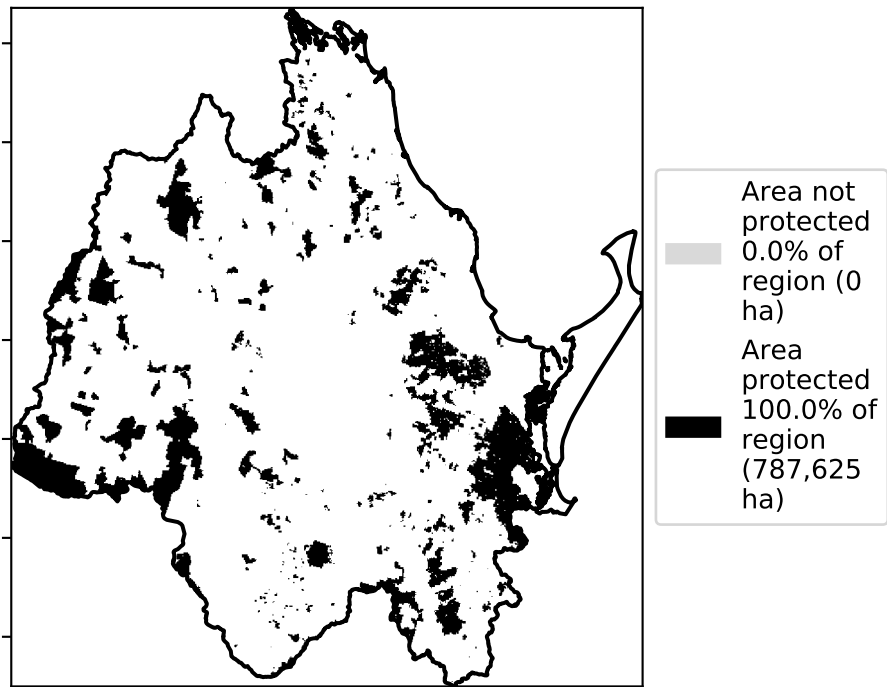 Area not
protected
0.0% of
region (0
ha)
Area
protected
100.0% of
region
(787,625
ha)